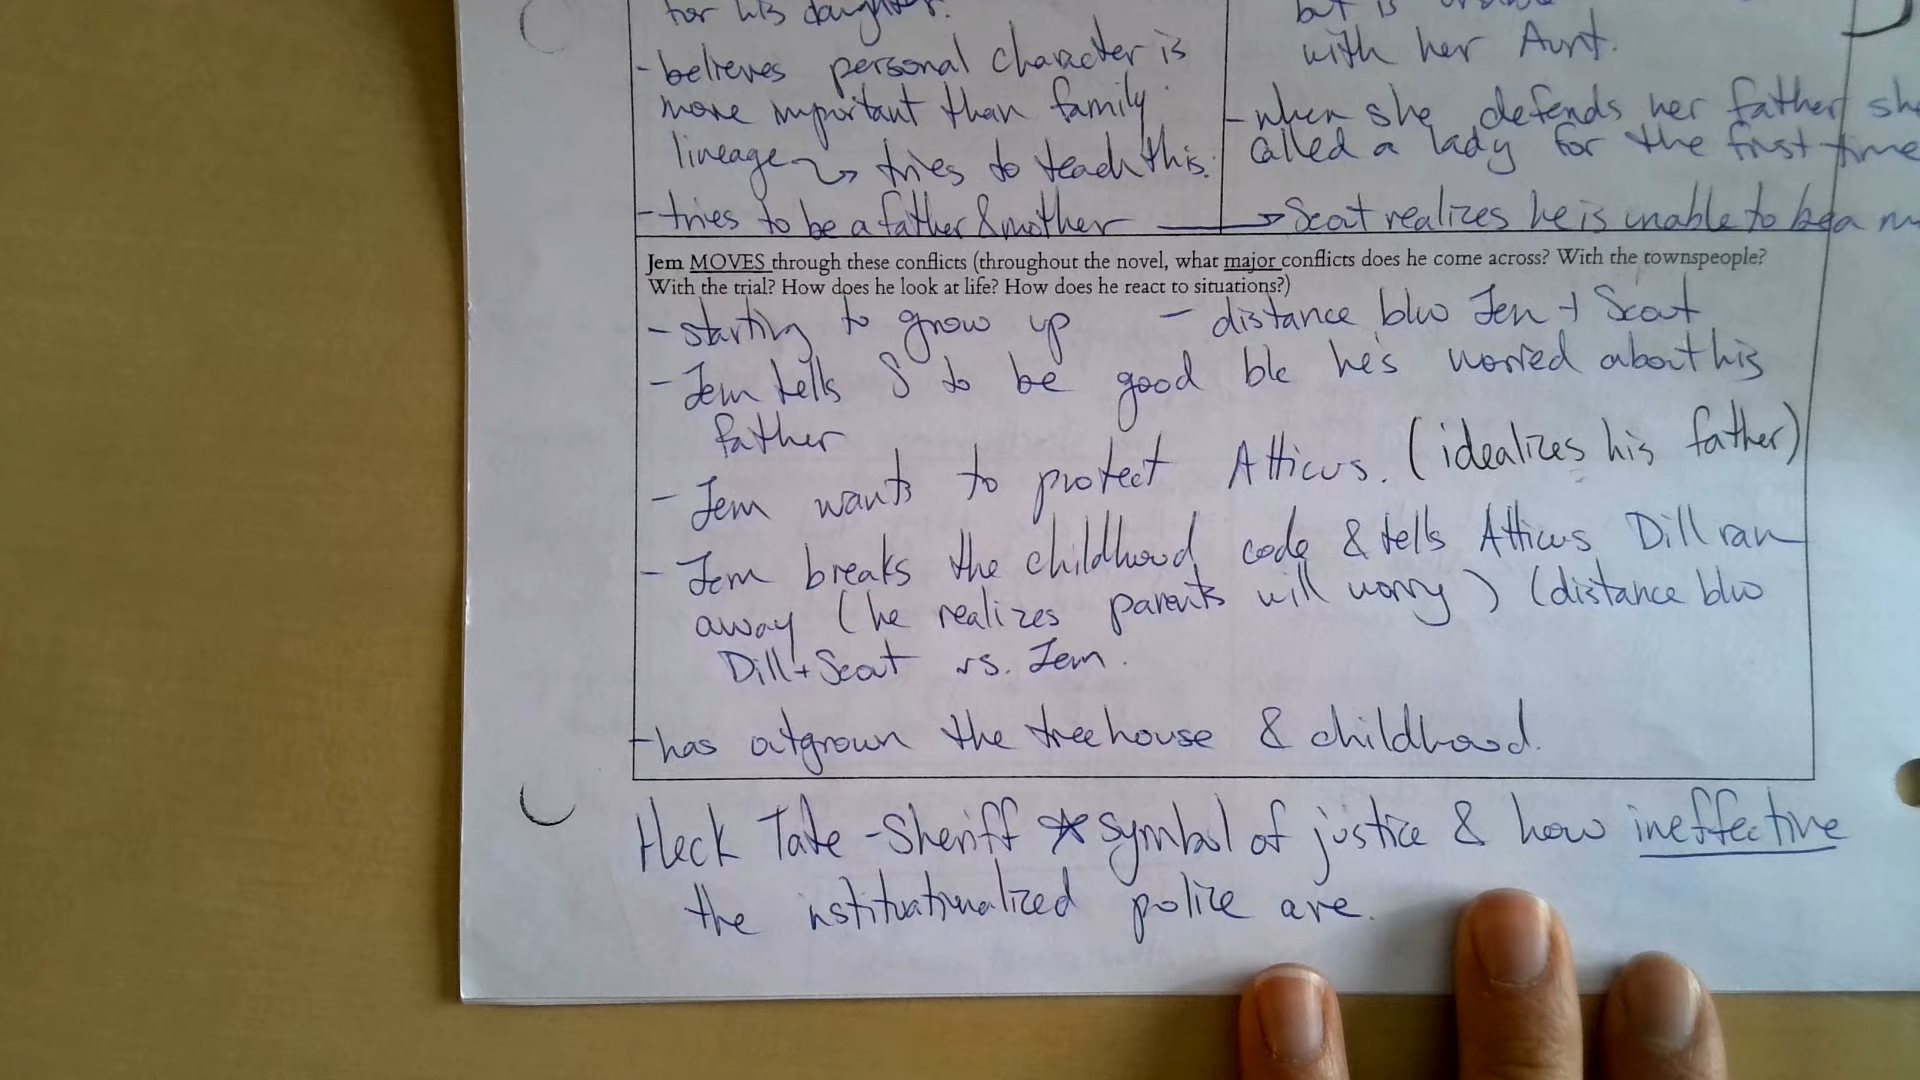 for his daughter.
- believes personal character is
more important than family
lineage → tries to teach this.
- tries to be a father & mother →
but is
with her Aunt.
- when she defends her father she
called a lady for the first time
Scout realizes he is unable to be a
Jem MOVES through these conflicts (throughout the novel, what major conflicts does he come across? With the townspeople?
With the trial? How does he look at life? How does he react to situations?)
- starting to grow up - distance b/w Jem + Scout
- Jem tells S to be good b/c he's worried about his
father
- Jem wants to protect Atticus. (idealizes his father)
- Jem breaks the childhood code & tells Atticus Dill ran
away (he realizes parents will worry) (distance b/w
Dill + Scout vs. Jem.
- has outgrown the treehouse & childhood.
Heck Tate - Sheriff * symbol of justice & how ineffective
the institutionalized police are.